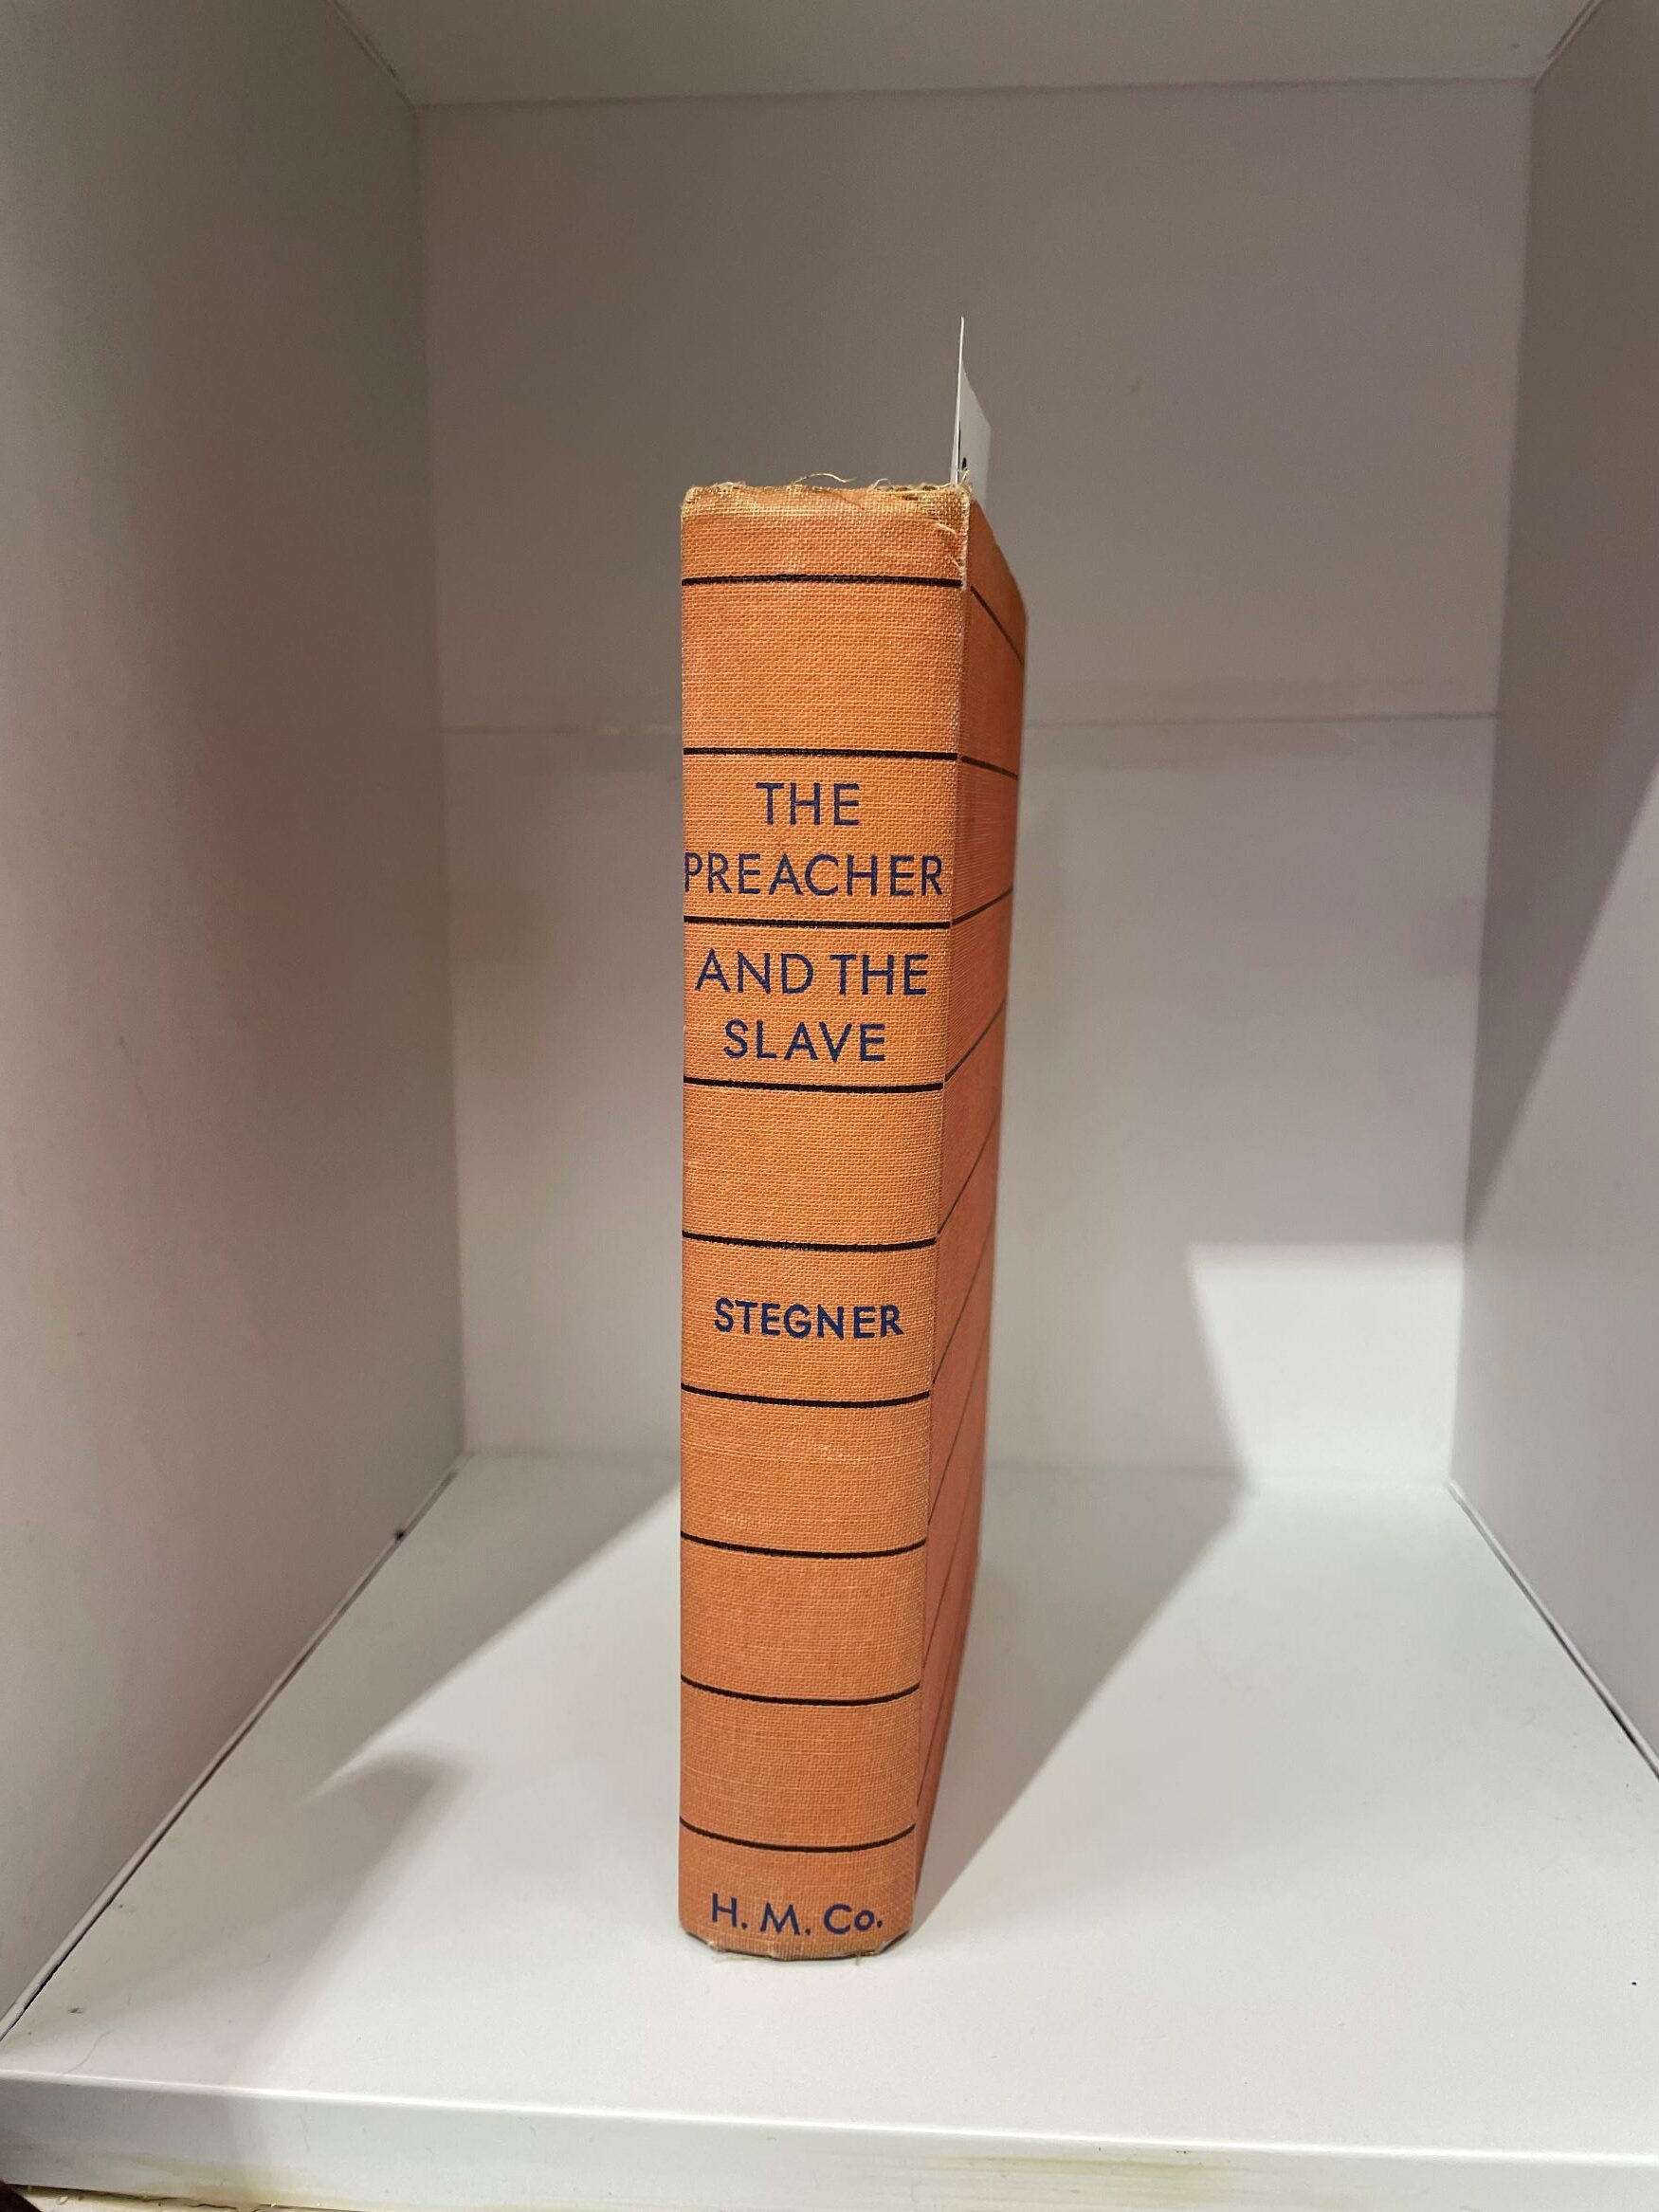 THE
PREACHER
AND THE
SLAVE
STEGNER
H. M. Co.